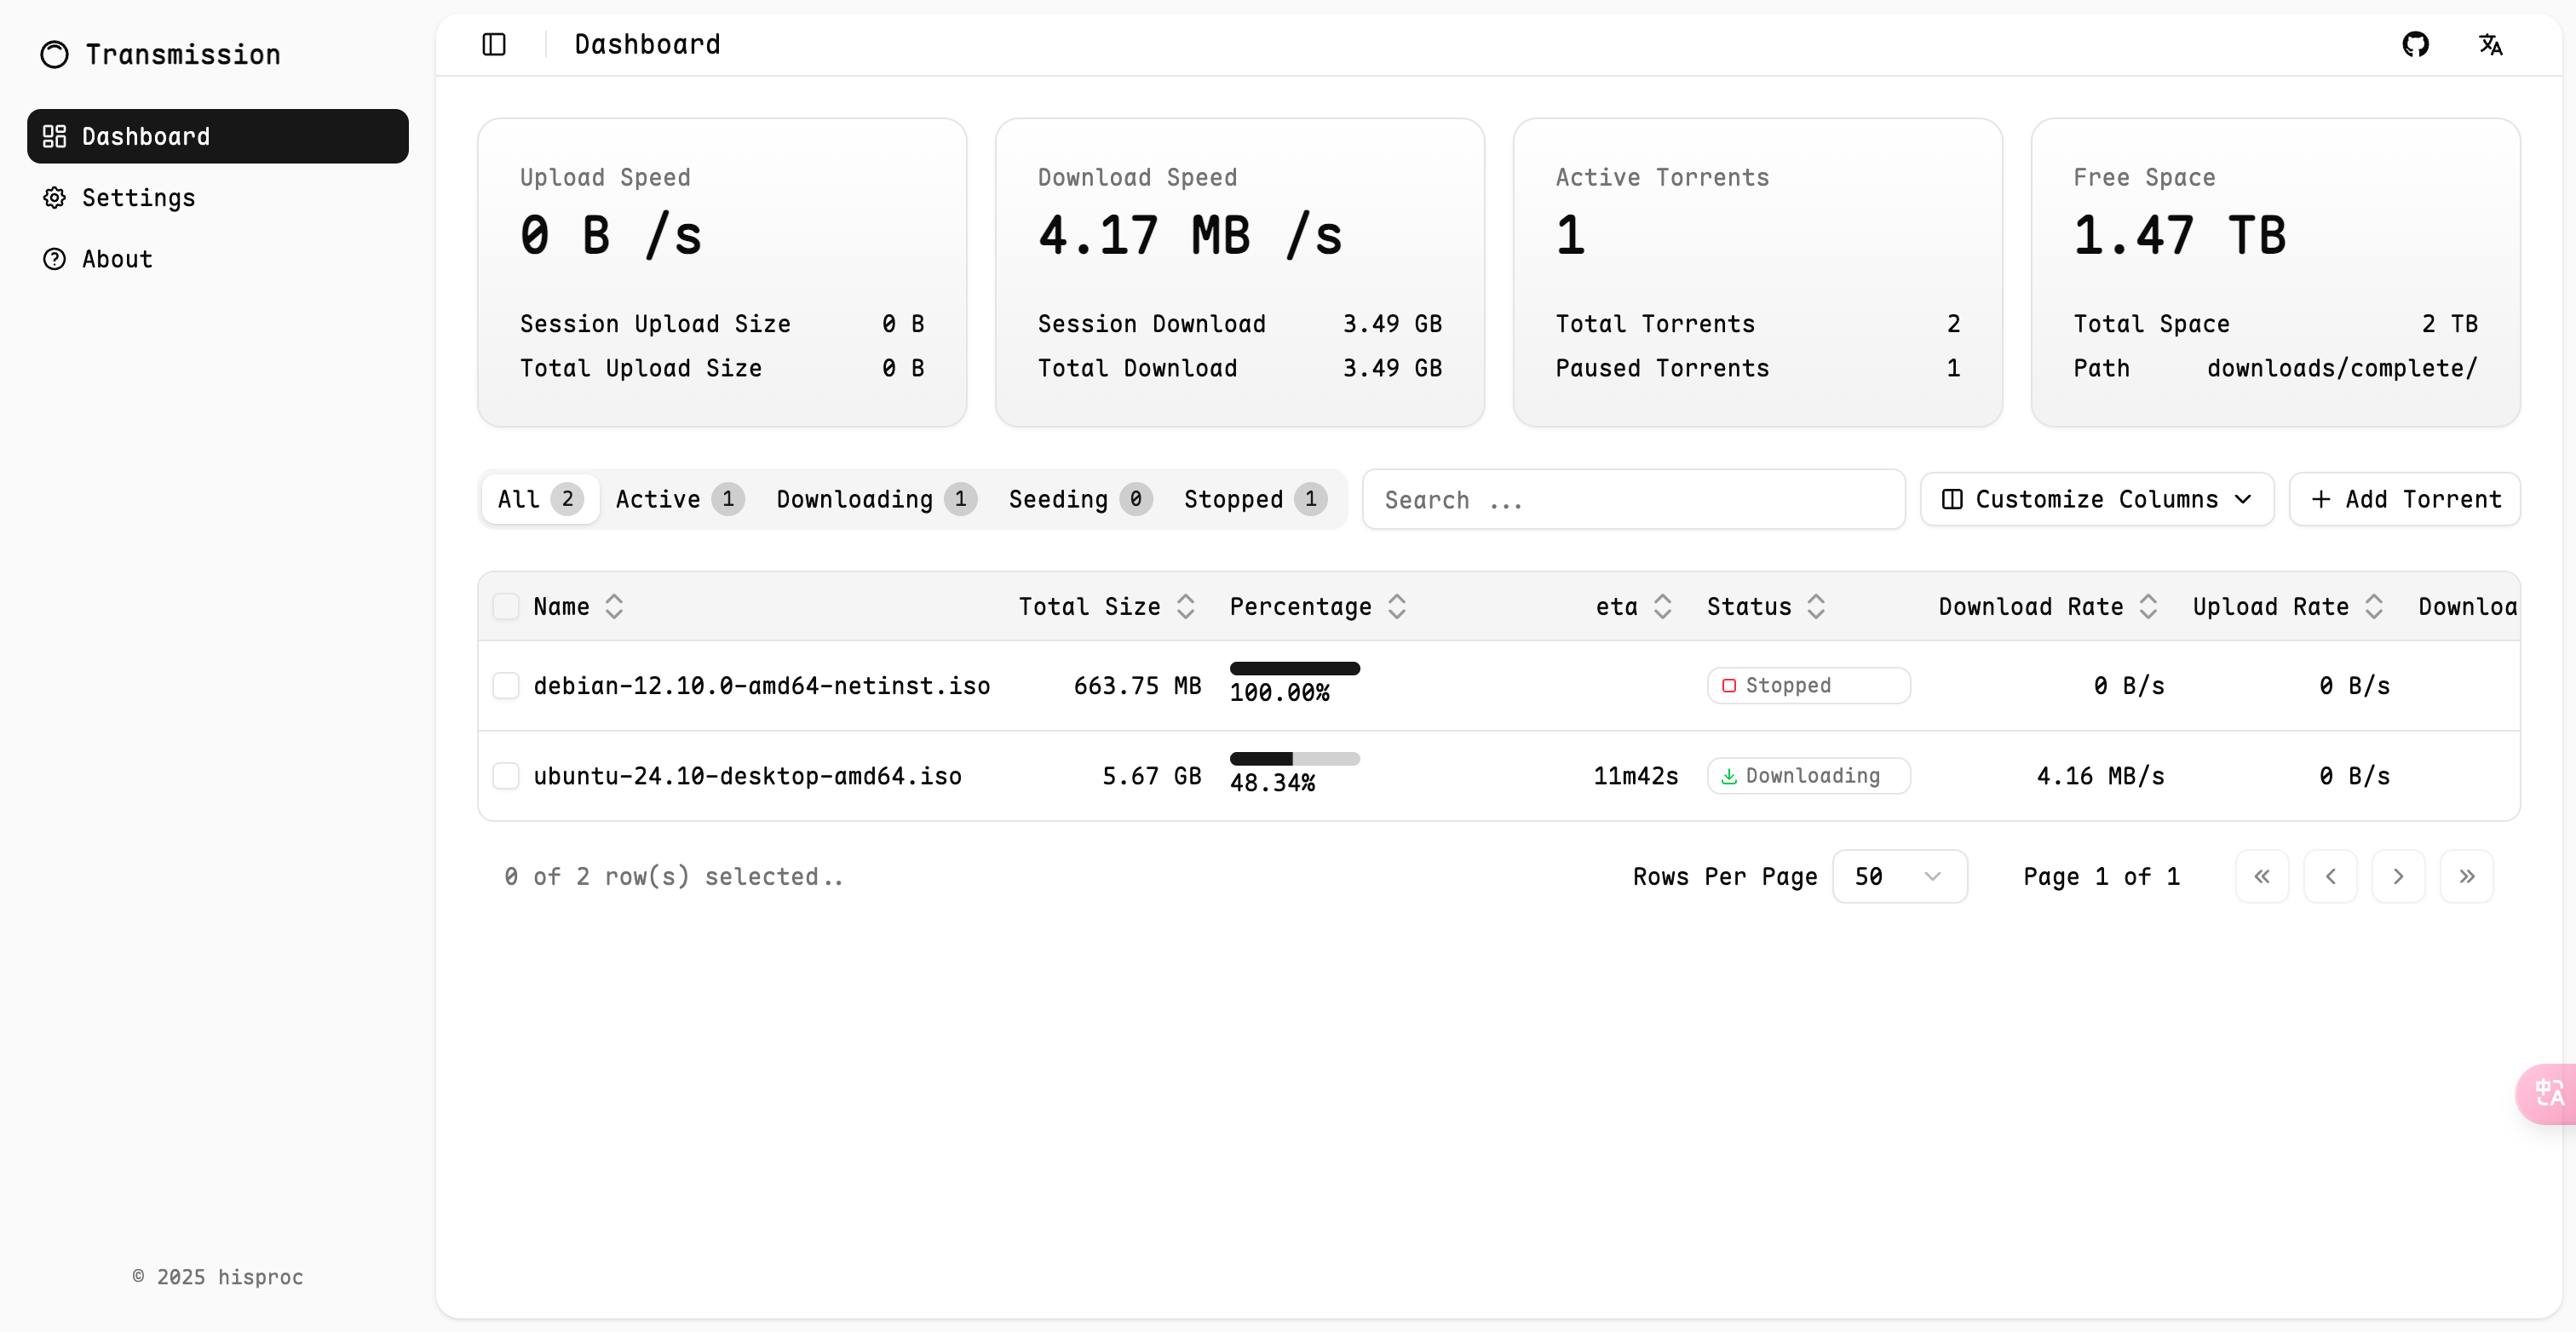 Transmission
Dashboard
Settings
About
© 2025 hisproc
Dashboard
Upload Speed
0 B /s
Session Upload Size 0 B
Total Upload Size 0 B
Download Speed
4.17 MB /s
Session Download 3.49 GB
Total Download 3.49 GB
Active Torrents
1
Total Torrents 2
Paused Torrents 1
Free Space
1.47 TB
Total Space 2 TB
Path downloads/complete/
All 2 Active 1 Downloading 1 Seeding 0 Stopped 1 Search ... Customize Columns Add Torrent
Name Total Size Percentage eta Status Download Rate Upload Rate Downloa
debian-12.10.0-amd64-netinst.iso 663.75 MB 100.00% Stopped 0 B/s 0 B/s
ubuntu-24.10-desktop-amd64.iso 5.67 GB 48.34% 11m42s Downloading 4.16 MB/s 0 B/s
0 of 2 row(s) selected.. Rows Per Page 50 Page 1 of 1